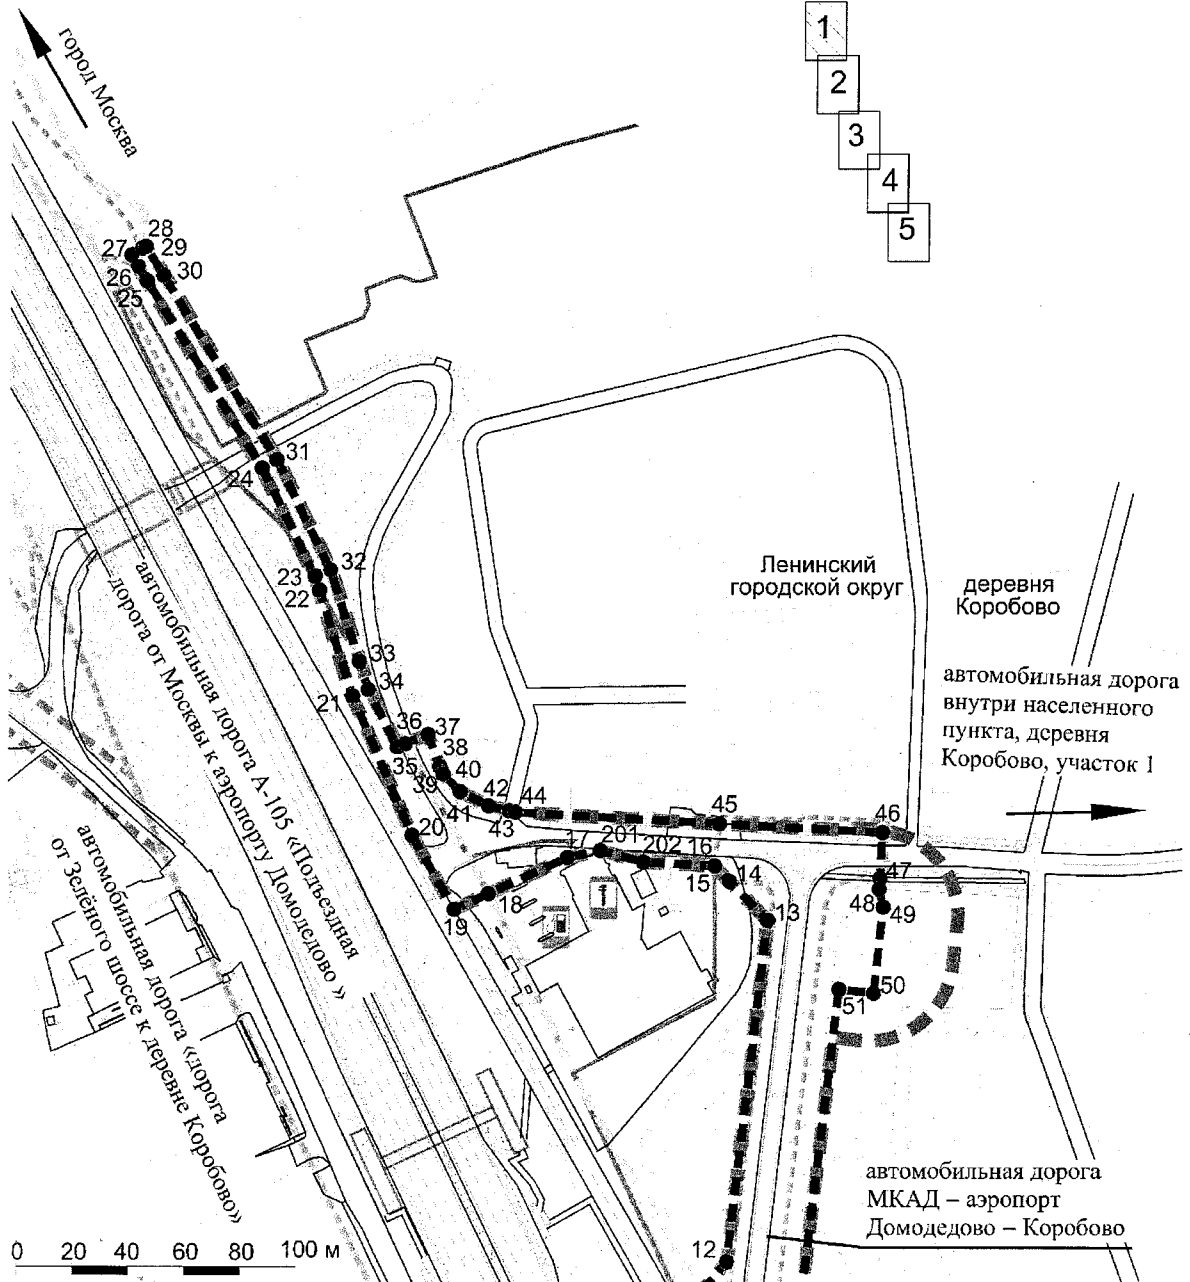 город Москва
1
2
3
4
5
28
27
29
26
30
25
31
24
32
23
22
33
34
21
36
37
35
38
39
40
41
42
43
44
45
46
20
17
201
202
16
15
14
13
47
48
49
18
19
1
50
51
12
Ленинский
городской округ
деревня
Коробово
автомобильная дорога
внутри населенного
пункта, деревня
Коробово, участок 1
автомобильная дорога А-105 «Подъездная
дорога от Москвы к аэропорту Домодедово »
автомобильная дорога «дорога
от Зелёного шоссе к деревне Коробово»
автомобильная дорога
МКАД – аэропорт
Домодедово – Коробово
0 20 40 60 80 100 м